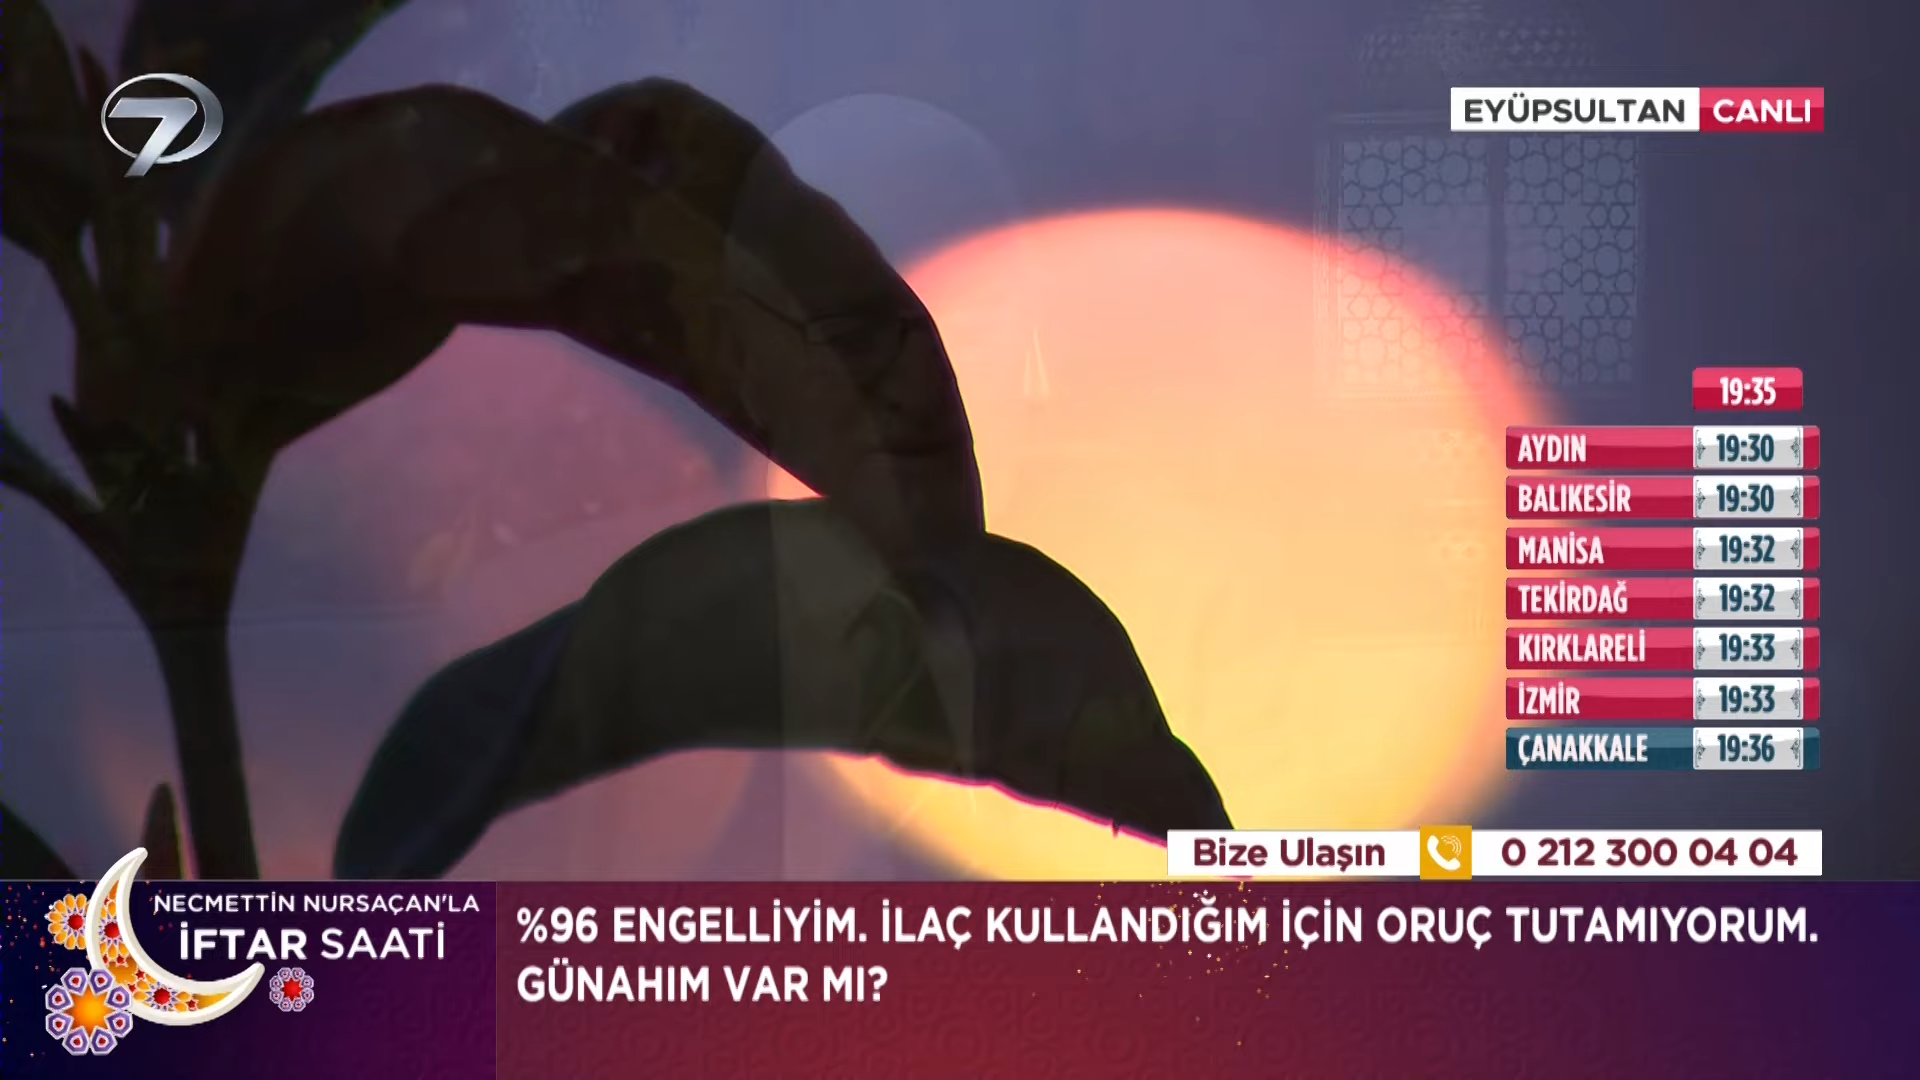 7
EYÜPSULTAN CANLI
19:35
AYDIN 19:30
BALIKESİR 19:30
MANİSA 19:32
TEKİRDAĞ 19:32
KIRKLARELİ 19:33
İZMİR 19:33
ÇANAKKALE 19:36
Bize Ulaşın 0 212 300 04 04
NECMETTİN NURSAÇAN'LA
İFTAR SAATİ
%96 ENGELLİYİM. İLAÇ KULLANDIĞIM İÇİN ORUÇ TUTAMIYORUM.
GÜNAHIM VAR MI?